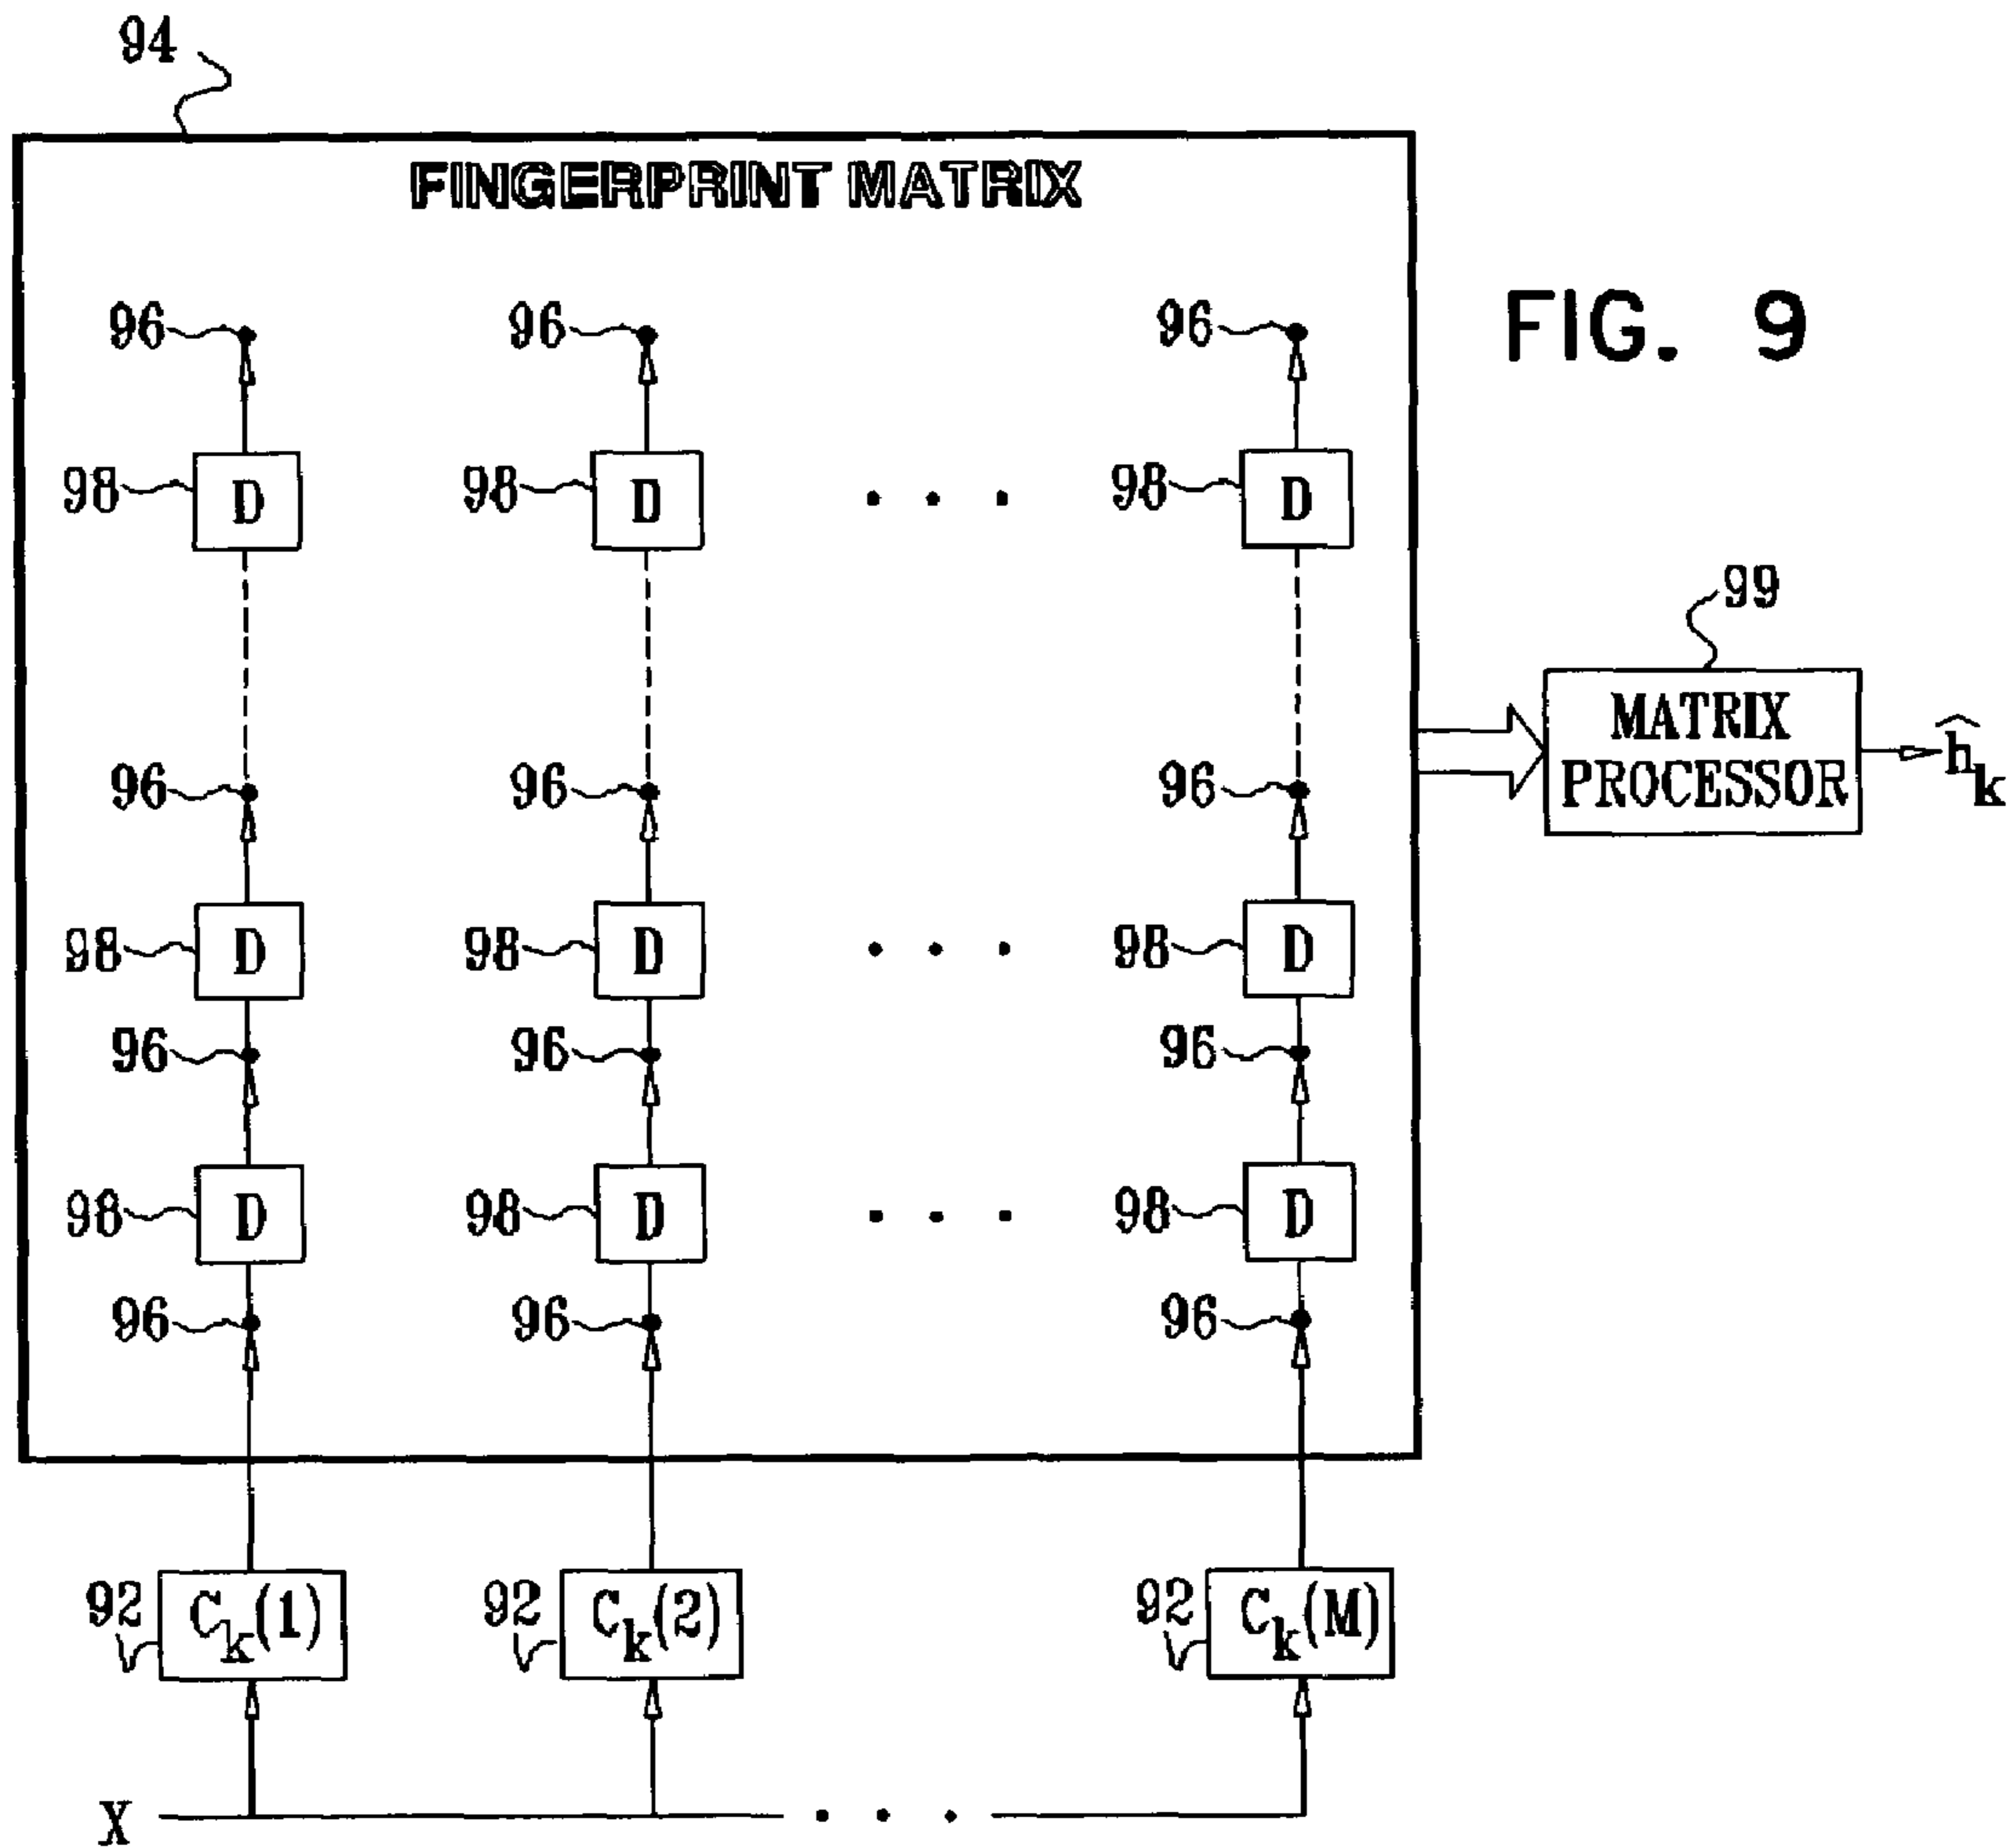 94
FINGERPRINT MATRIX
96 96 96
FIG. 9
98 D 98 D . . . 98 D
99
MATRIX
PROCESSOR
ĥk
96 96 96
98 D 98 D . . . 98 D
96 96 96
98 D 98 D . . . 98 D
96 96 96
92 Ck(1) 92 Ck(2) 92 Ck(M)
X . . .